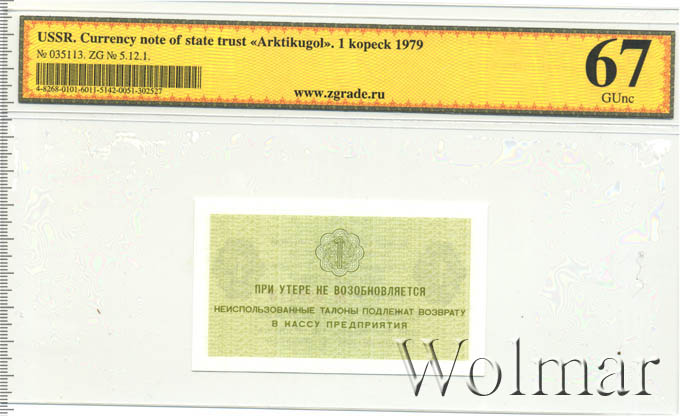 USSR. Currency note of state trust «Arktikugol». 1 kopeck 1979
№ 035113. ZG № 5.12.1.
4-8268-0101-6011-5142-0051-302527
www.zgrade.ru
67
GUnc
1
ПРИ УТЕРЕ НЕ ВОЗОБНОВЛЯЕТСЯ
НЕИСПОЛЬЗОВАННЫЕ ТАЛОНЫ ПОДЛЕЖАТ ВОЗВРАТУ
В КАССУ ПРЕДПРИЯТИЯ
Wolmar